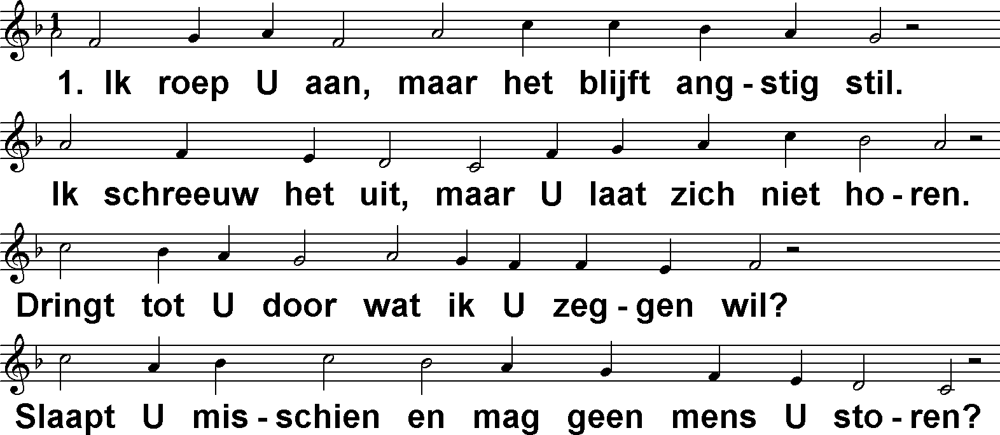 1
1. Ik roep U aan, maar het blijft ang - stig stil.
Ik schreeuw het uit, maar U laat zich niet ho - ren.
Dringt tot U door wat ik U zeg - gen wil?
Slaapt U mis - schien en mag geen mens U sto - ren?